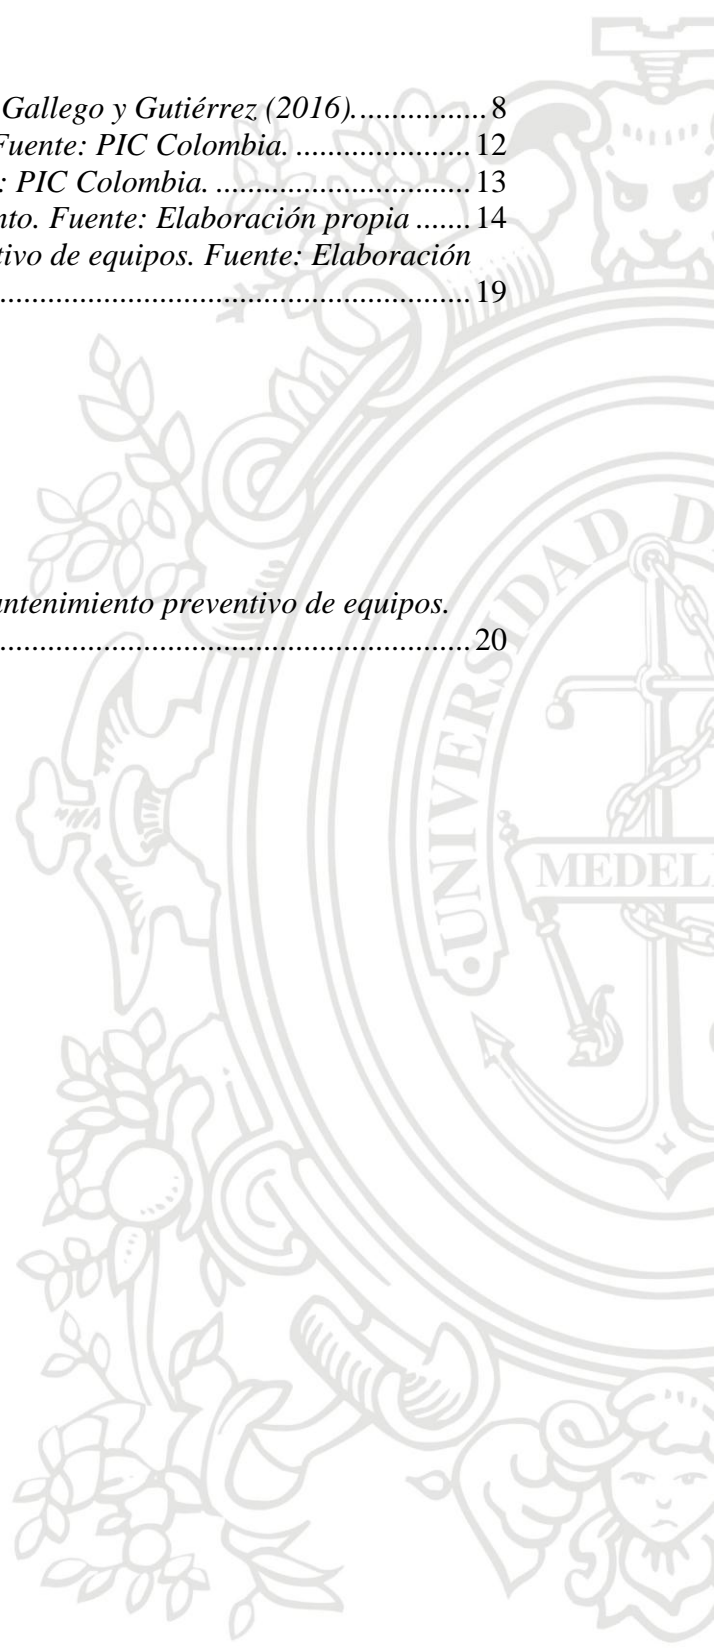 Gallego y Gutiérrez (2016)................. 8
Fuente: PIC Colombia. ...................... 12
: PIC Colombia. ................................ 13
nto. Fuente: Elaboración propia ....... 14
tivo de equipos. Fuente: Elaboración
............................................................ 19
antenimiento preventivo de equipos.
............................................................ 20
UNIVERSIDAD D
MEDEL